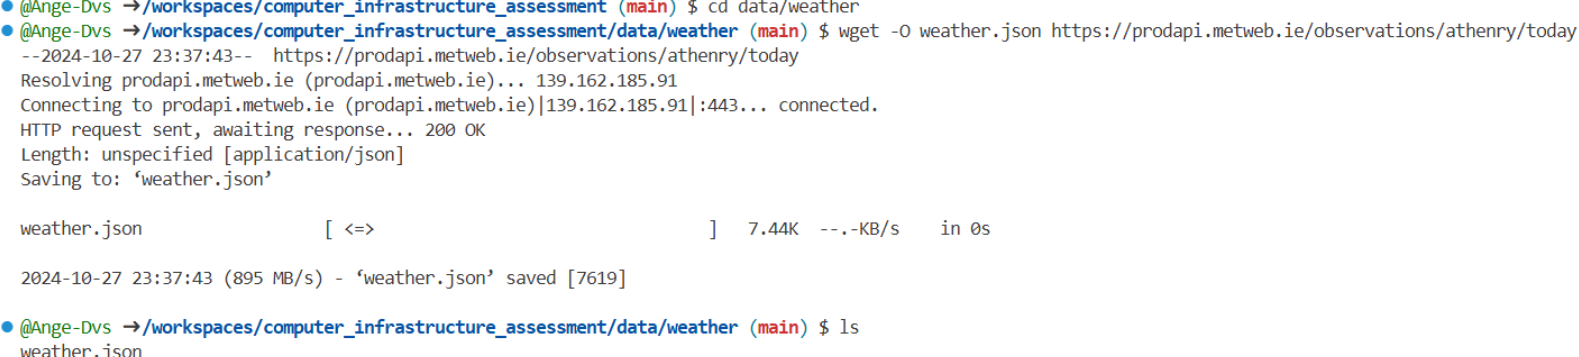 @Ange-Dvs ➜/workspaces/computer_infrastructure_assessment (main) $ cd data/weather
@Ange-Dvs ➜/workspaces/computer_infrastructure_assessment/data/weather (main) $ wget -O weather.json https://prodapi.metweb.ie/observations/athenry/today
--2024-10-27 23:37:43--  https://prodapi.metweb.ie/observations/athenry/today
Resolving prodapi.metweb.ie (prodapi.metweb.ie)... 139.162.185.91
Connecting to prodapi.metweb.ie (prodapi.metweb.ie)|139.162.185.91|:443... connected.
HTTP request sent, awaiting response... 200 OK
Length: unspecified [application/json]
Saving to: ‘weather.json’
weather.json                  [ <=>                                 ]   7.44K  --.-KB/s    in 0s
2024-10-27 23:37:43 (895 MB/s) - ‘weather.json’ saved [7619]
@Ange-Dvs ➜/workspaces/computer_infrastructure_assessment/data/weather (main) $ ls
weather.json